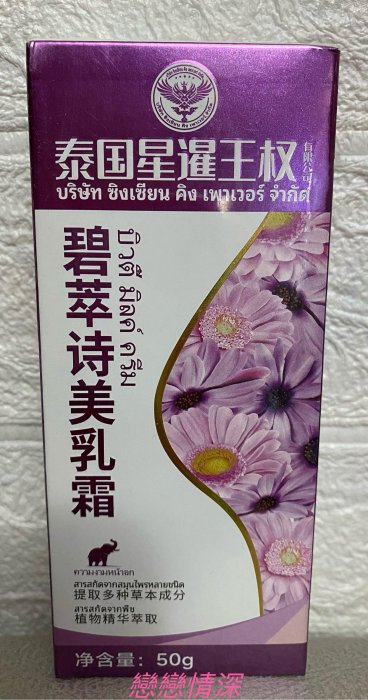 泰国星暹王权有限公司
บริษัท ซิงเซียน คิง เพาเวอร์ จำกัด
碧萃诗美乳霜
บิวตี้ มิลค์ ครีม
ความงามหน้าอก
สารสกัดจากสมุนไพรหลายชนิด
提取多种草本成分
สารสกัดจากพืช
植物精华萃取
净含量：50g
戀戀情深